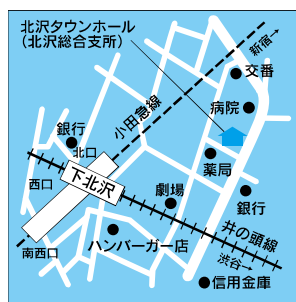 北沢タウンホール
（北沢総合支所）
新宿→
交番
小田急線
病院
銀行
北口
薬局
西口
下北沢
劇場
銀行
井の頭線
ハンバーガー店
南西口
渋谷→
信用金庫